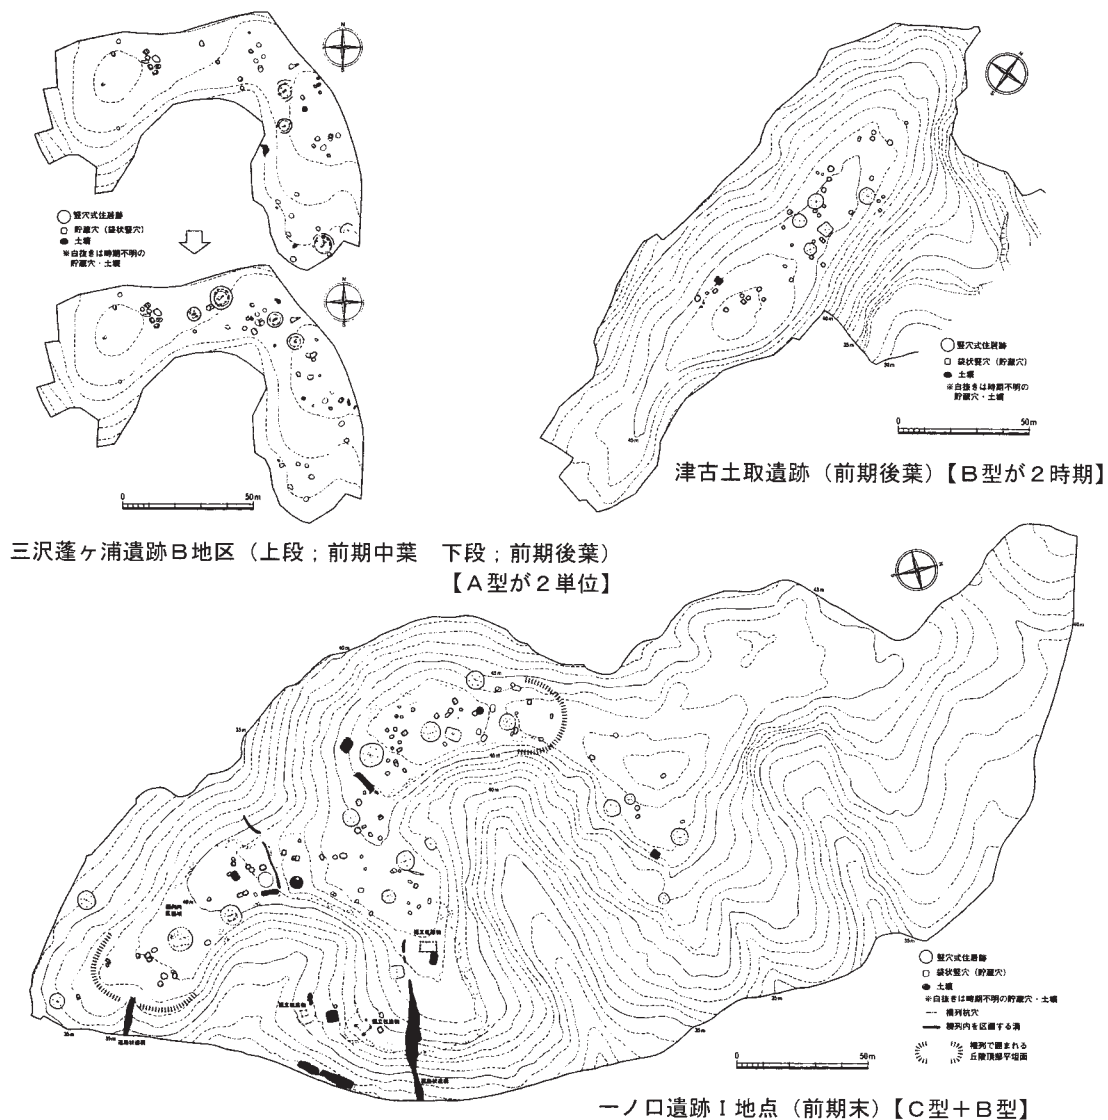 竪穴式住居跡
貯蔵穴（袋状竪穴）
土壙
※白抜きは時期不明の
貯蔵穴・土壙
0 50m
三沢蓬ヶ浦遺跡Ｂ地区（上段；前期中葉　下段；前期後葉）
【Ａ型が２単位】
45m
40m
35m
30m
竪穴式住居跡
袋状竪穴（貯蔵穴）
土壙
※白抜きは時期不明の
貯蔵穴・土壙
0 50m
津古土取遺跡（前期後葉）【Ｂ型が２時期】
竪穴式住居跡
袋状竪穴（貯蔵穴）
土壙
※白抜きは時期不明の貯蔵穴・土壙
柵列杭穴
柵列内を区画する溝
柵列で囲まれる
丘陵頂部平坦面
0 50m
一ノ口遺跡Ⅰ地点（前期末）【Ｃ型＋Ｂ型】